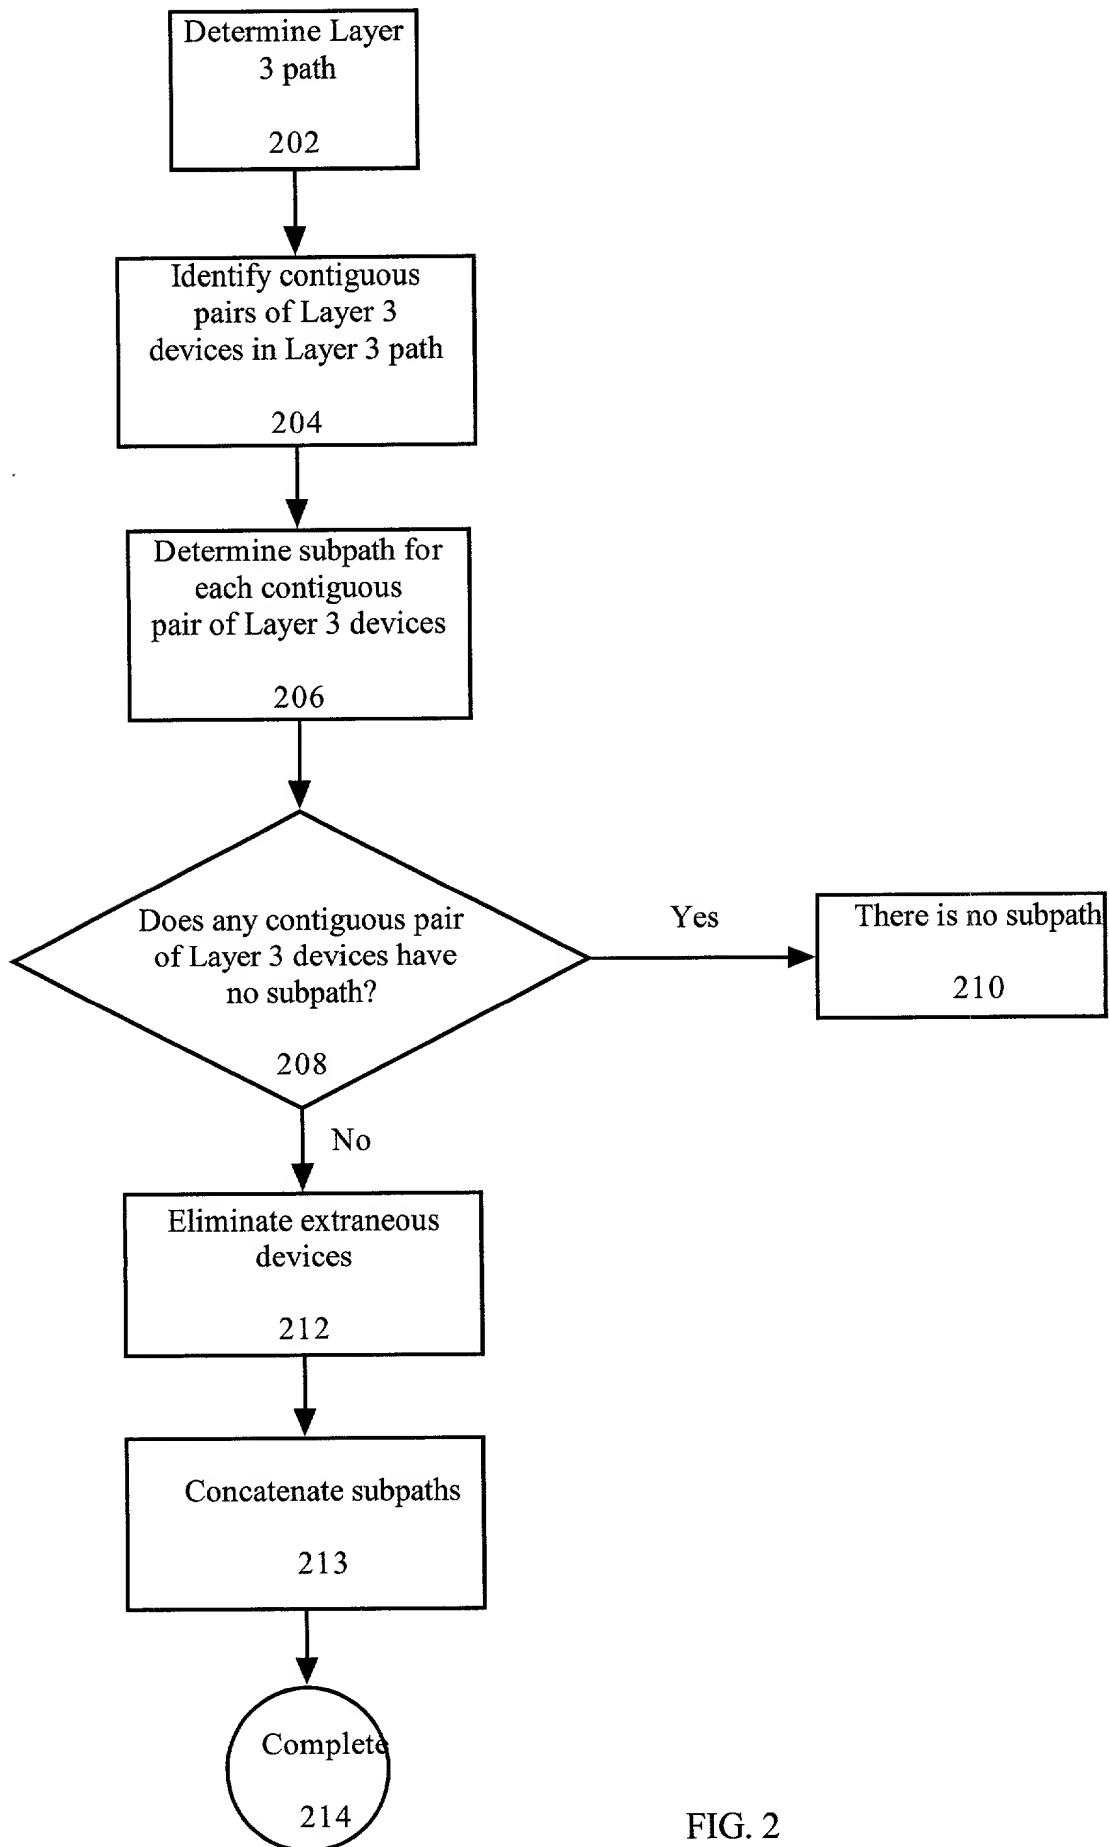 Determine Layer
3 path
202
Identify contiguous
pairs of Layer 3
devices in Layer 3 path
204
Determine subpath for
each contiguous
pair of Layer 3 devices
206
Does any contiguous pair
of Layer 3 devices have
no subpath?
208
Yes
There is no subpath
210
No
Eliminate extraneous
devices
212
Concatenate subpaths
213
Complete
214
FIG. 2